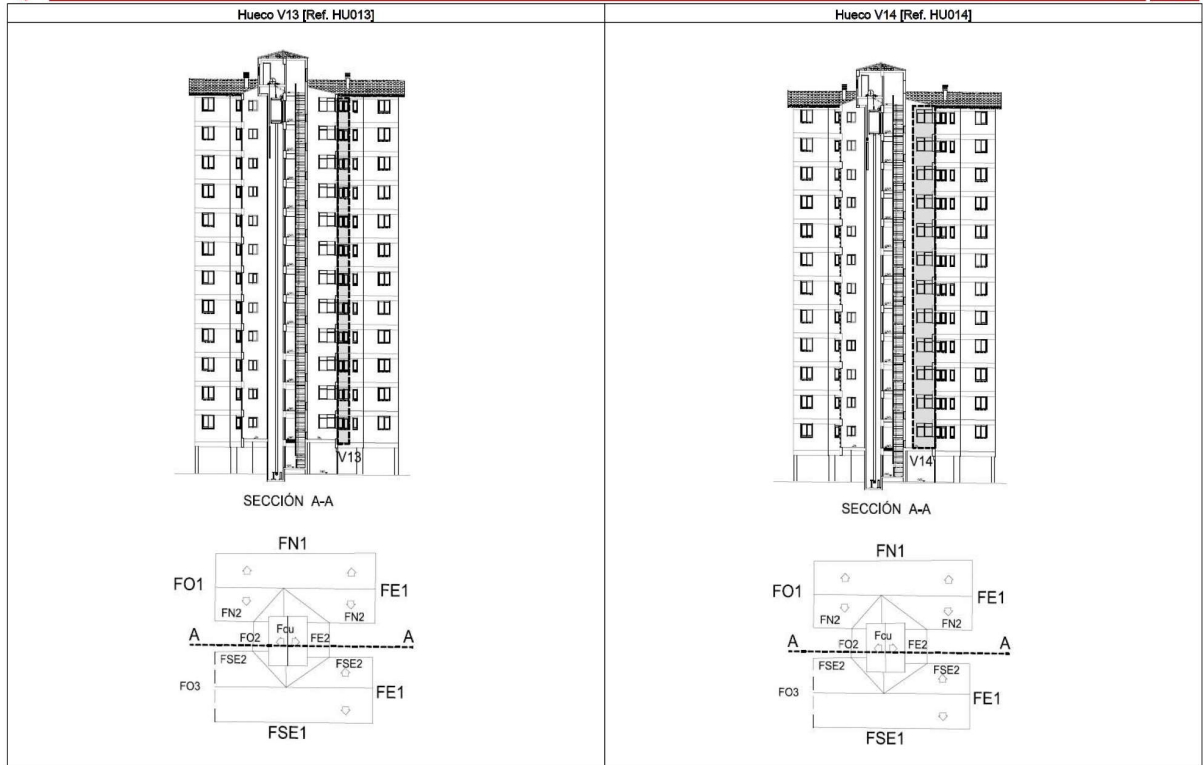 Hueco V13 [Ref. HU013]
V13
SECCIÓN A-A
FN1
FO1
FE1
FN2
FN2
Fcu
A
FO2
FE2
A
FSE2
FSE2
FO3
FE1
FSE1
Hueco V14 [Ref. HU014]
V14
SECCIÓN A-A
FN1
FO1
FE1
FN2
FN2
Fcu
A
FO2
FE2
A
FSE2
FSE2
FO3
FE1
FSE1